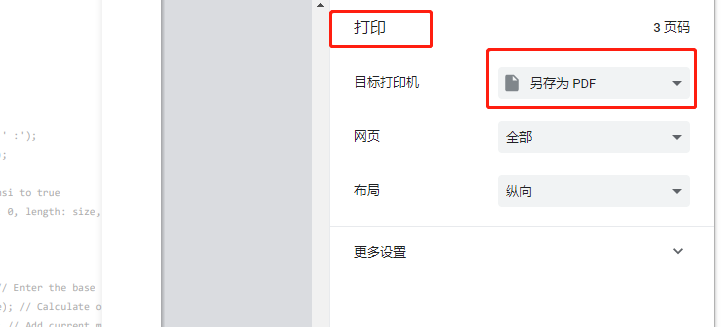 打印
3 页码
目标打印机
另存为 PDF
网页
全部
布局
纵向
更多设置
' :');
);
nsi to true
0, length: size,
// Enter the base
e); // Calculate o
// Add current m